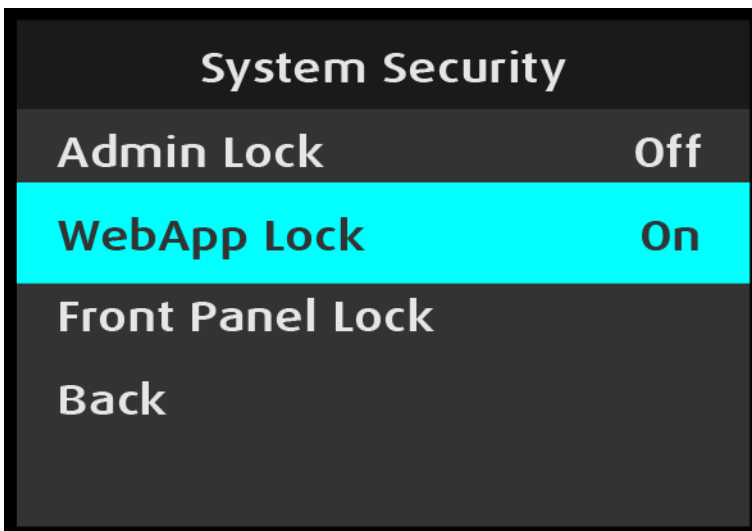 System Security
Admin Lock Off
WebApp Lock On
Front Panel Lock
Back